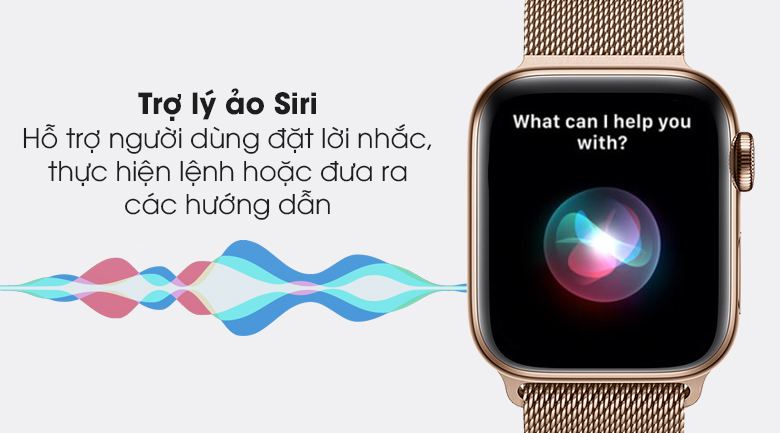 Trợ lý ảo Siri
Hỗ trợ người dùng đặt lời nhắc,
thực hiện lệnh hoặc đưa ra
các hướng dẫn
What can I help you
with?